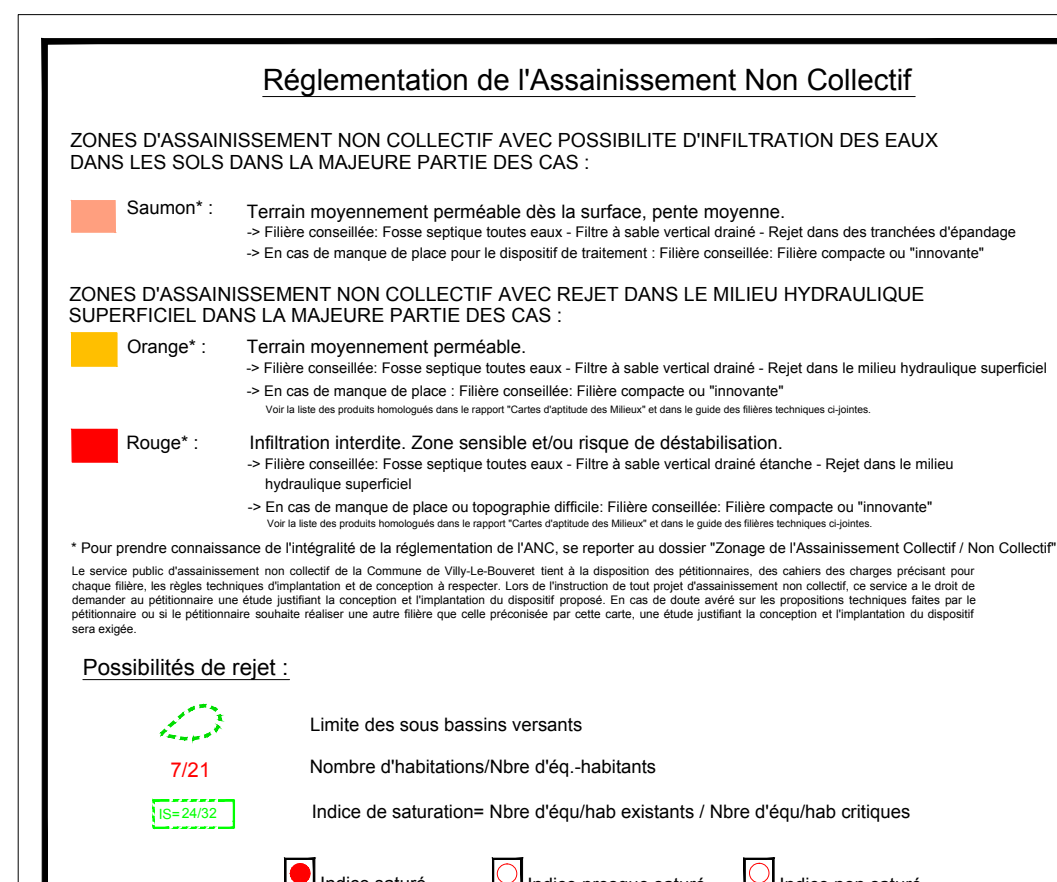 Réglementation de l'Assainissement Non Collectif
ZONES D'ASSAINISSEMENT NON COLLECTIF AVEC POSSIBILITE D'INFILTRATION DES EAUX
DANS LES SOLS DANS LA MAJEURE PARTIE DES CAS :
Saumon* : Terrain moyennement perméable dès la surface, pente moyenne.
-> Filière conseillée: Fosse septique toutes eaux - Filtre à sable vertical drainé - Rejet dans des tranchées d'épandage
-> En cas de manque de place pour le dispositif de traitement : Filière conseillée: Filière compacte ou "innovante"
ZONES D'ASSAINISSEMENT NON COLLECTIF AVEC REJET DANS LE MILIEU HYDRAULIQUE
SUPERFICIEL DANS LA MAJEURE PARTIE DES CAS :
Orange* : Terrain moyennement perméable.
-> Filière conseillée: Fosse septique toutes eaux - Filtre à sable vertical drainé - Rejet dans le milieu hydraulique superficiel
-> En cas de manque de place : Filière conseillée: Filière compacte ou "innovante"
Voir la liste des produits homologués dans le rapport "Cartes d'aptitude des Milieux" et dans le guide des filières techniques ci-jointes.
Rouge* : Infiltration interdite. Zone sensible et/ou risque de déstabilisation.
-> Filière conseillée: Fosse septique toutes eaux - Filtre à sable vertical drainé étanche - Rejet dans le milieu
hydraulique superficiel
-> En cas de manque de place ou topographie difficile: Filière conseillée: Filière compacte ou "innovante"
Voir la liste des produits homologués dans le rapport "Cartes d'aptitude des Milieux" et dans le guide des filières techniques ci-jointes.
* Pour prendre connaissance de l'intégralité de la réglementation de l'ANC, se reporter au dossier "Zonage de l'Assainissement Collectif / Non Collectif"
Le service public d'assainissement non collectif de la Commune de Villy-Le-Bouveret tient à la disposition des pétitionnaires, des cahiers des charges précisant pour
chaque filière, les règles techniques d'implantation et de conception à respecter. Lors de l'instruction de tout projet d'assainissement non collectif, ce service a le droit de
demander au pétitionnaire une étude justifiant la conception et l'implantation du dispositif proposé. En cas de doute avéré sur les propositions techniques faites par le
pétitionnaire ou si le pétitionnaire souhaite réaliser une autre filière que celle préconisée par cette carte, une étude justifiant la conception et l'implantation du dispositif
sera exigée.
Possibilités de rejet :
Limite des sous bassins versants
7/21 Nombre d'habitations/Nbre d'éq.-habitants
IS=24/32 Indice de saturation= Nbre d'équ/hab existants / Nbre d'équ/hab critiques
Indice saturé Indice presque saturé Indice non saturé